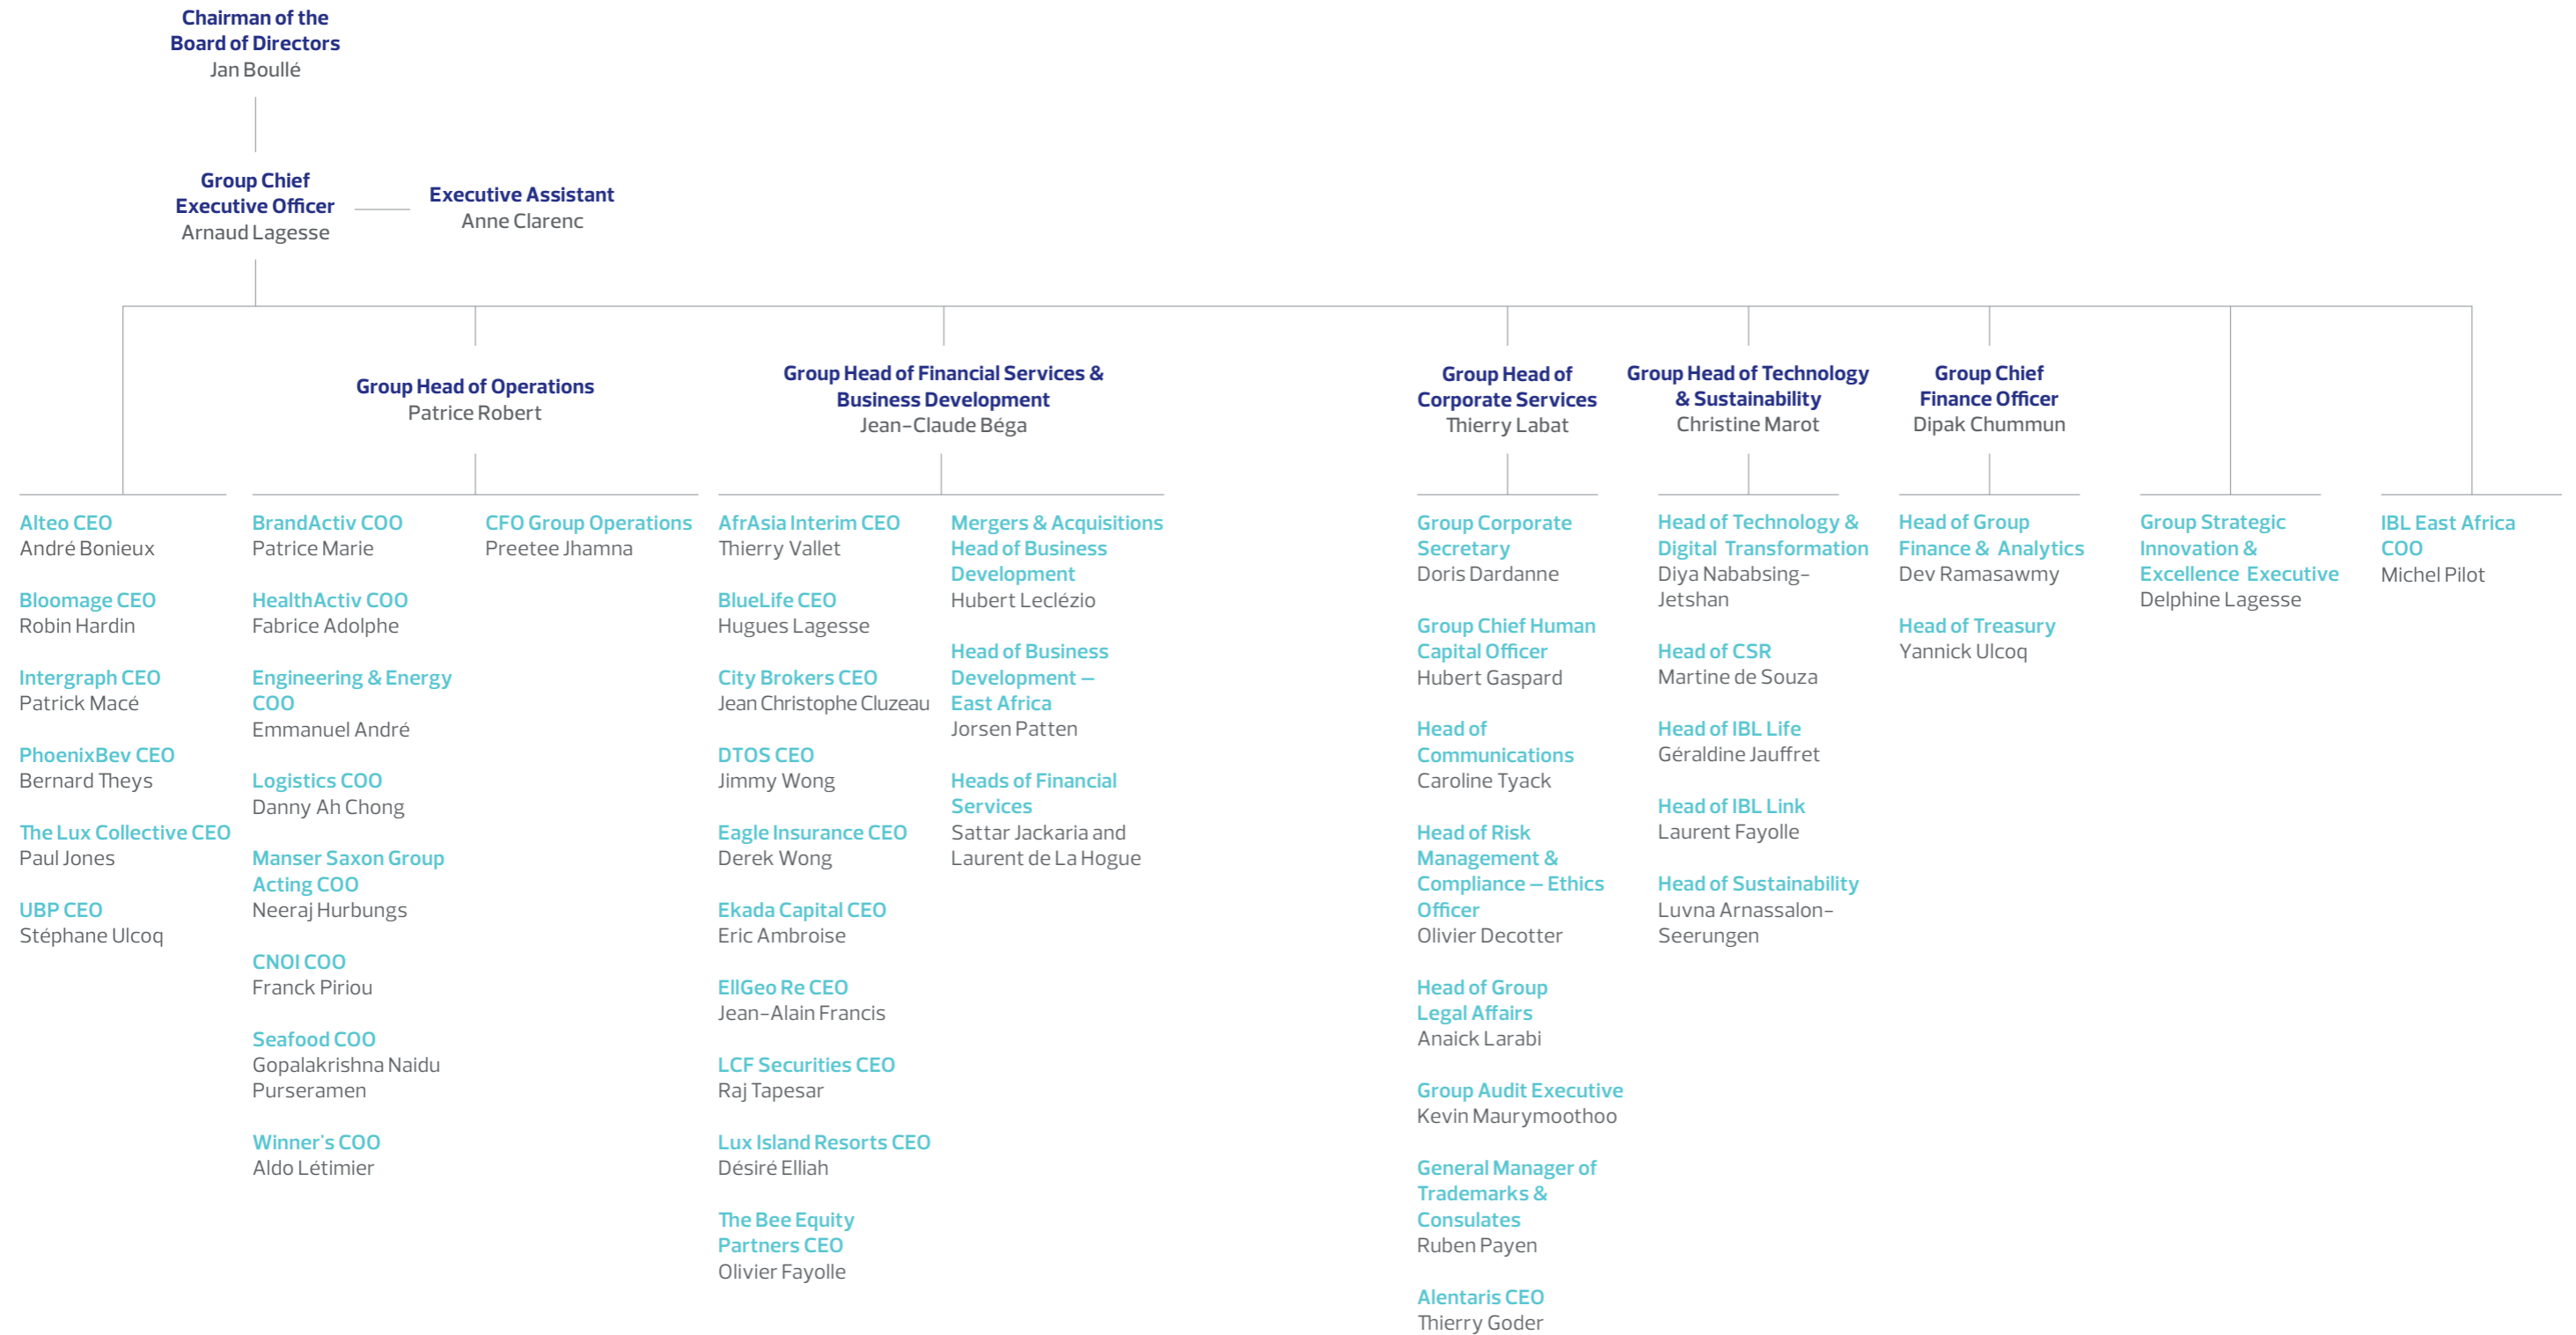 Chairman of the
Board of Directors
Jan Boullé
Group Chief
Executive Officer
Arnaud Lagesse
Executive Assistant
Anne Clarenc
Group Head of Operations
Patrice Robert
Group Head of Financial Services &
Business Development
Jean-Claude Béga
Group Head of
Corporate Services
Thierry Labat
Group Head of Technology
& Sustainability
Christine Marot
Group Chief
Finance Officer
Dipak Chummun
Alteo CEO
André Bonieux
Bloomage CEO
Robin Hardin
Intergraph CEO
Patrick Macé
PhoenixBev CEO
Bernard Theys
The Lux Collective CEO
Paul Jones
UBP CEO
Stéphane Ulcoq
BrandActiv COO
Patrice Marie
HealthActiv COO
Fabrice Adolphe
Engineering & Energy
COO
Emmanuel André
Logistics COO
Danny Ah Chong
Manser Saxon Group
Acting COO
Neeraj Hurbungs
CNOI COO
Franck Piriou
Seafood COO
Gopalakrishna Naidu
Purseramen
Winner's COO
Aldo Létimier
CFO Group Operations
Preetee Jhamna
AfrAsia Interim CEO
Thierry Vallet
BlueLife CEO
Hugues Lagesse
City Brokers CEO
Jean Christophe Cluzeau
DTOS CEO
Jimmy Wong
Eagle Insurance CEO
Derek Wong
Ekada Capital CEO
Eric Ambroise
EllGeo Re CEO
Jean-Alain Francis
LCF Securities CEO
Raj Tapesar
Lux Island Resorts CEO
Désiré Elliah
The Bee Equity
Partners CEO
Olivier Fayolle
Mergers & Acquisitions
Head of Business
Development
Hubert Leclézio
Head of Business
Development –
East Africa
Jorsen Patten
Heads of Financial
Services
Sattar Jackaria and
Laurent de La Hogue
Group Corporate
Secretary
Doris Dardanne
Group Chief Human
Capital Officer
Hubert Gaspard
Head of
Communications
Caroline Tyack
Head of Risk
Management &
Compliance – Ethics
Officer
Olivier Decotter
Head of Group
Legal Affairs
Anaick Larabi
Group Audit Executive
Kevin Maurymoothoo
General Manager of
Trademarks &
Consulates
Ruben Payen
Alentaris CEO
Thierry Goder
Head of Technology &
Digital Transformation
Diya Nababsing-
Jetshan
Head of CSR
Martine de Souza
Head of IBL Life
Géraldine Jauffret
Head of IBL Link
Laurent Fayolle
Head of Sustainability
Luvna Arnassalon-
Seerungen
Head of Group
Finance & Analytics
Dev Ramasawmy
Head of Treasury
Yannick Ulcoq
Group Strategic
Innovation &
Excellence Executive
Delphine Lagesse
IBL East Africa
COO
Michel Pilot